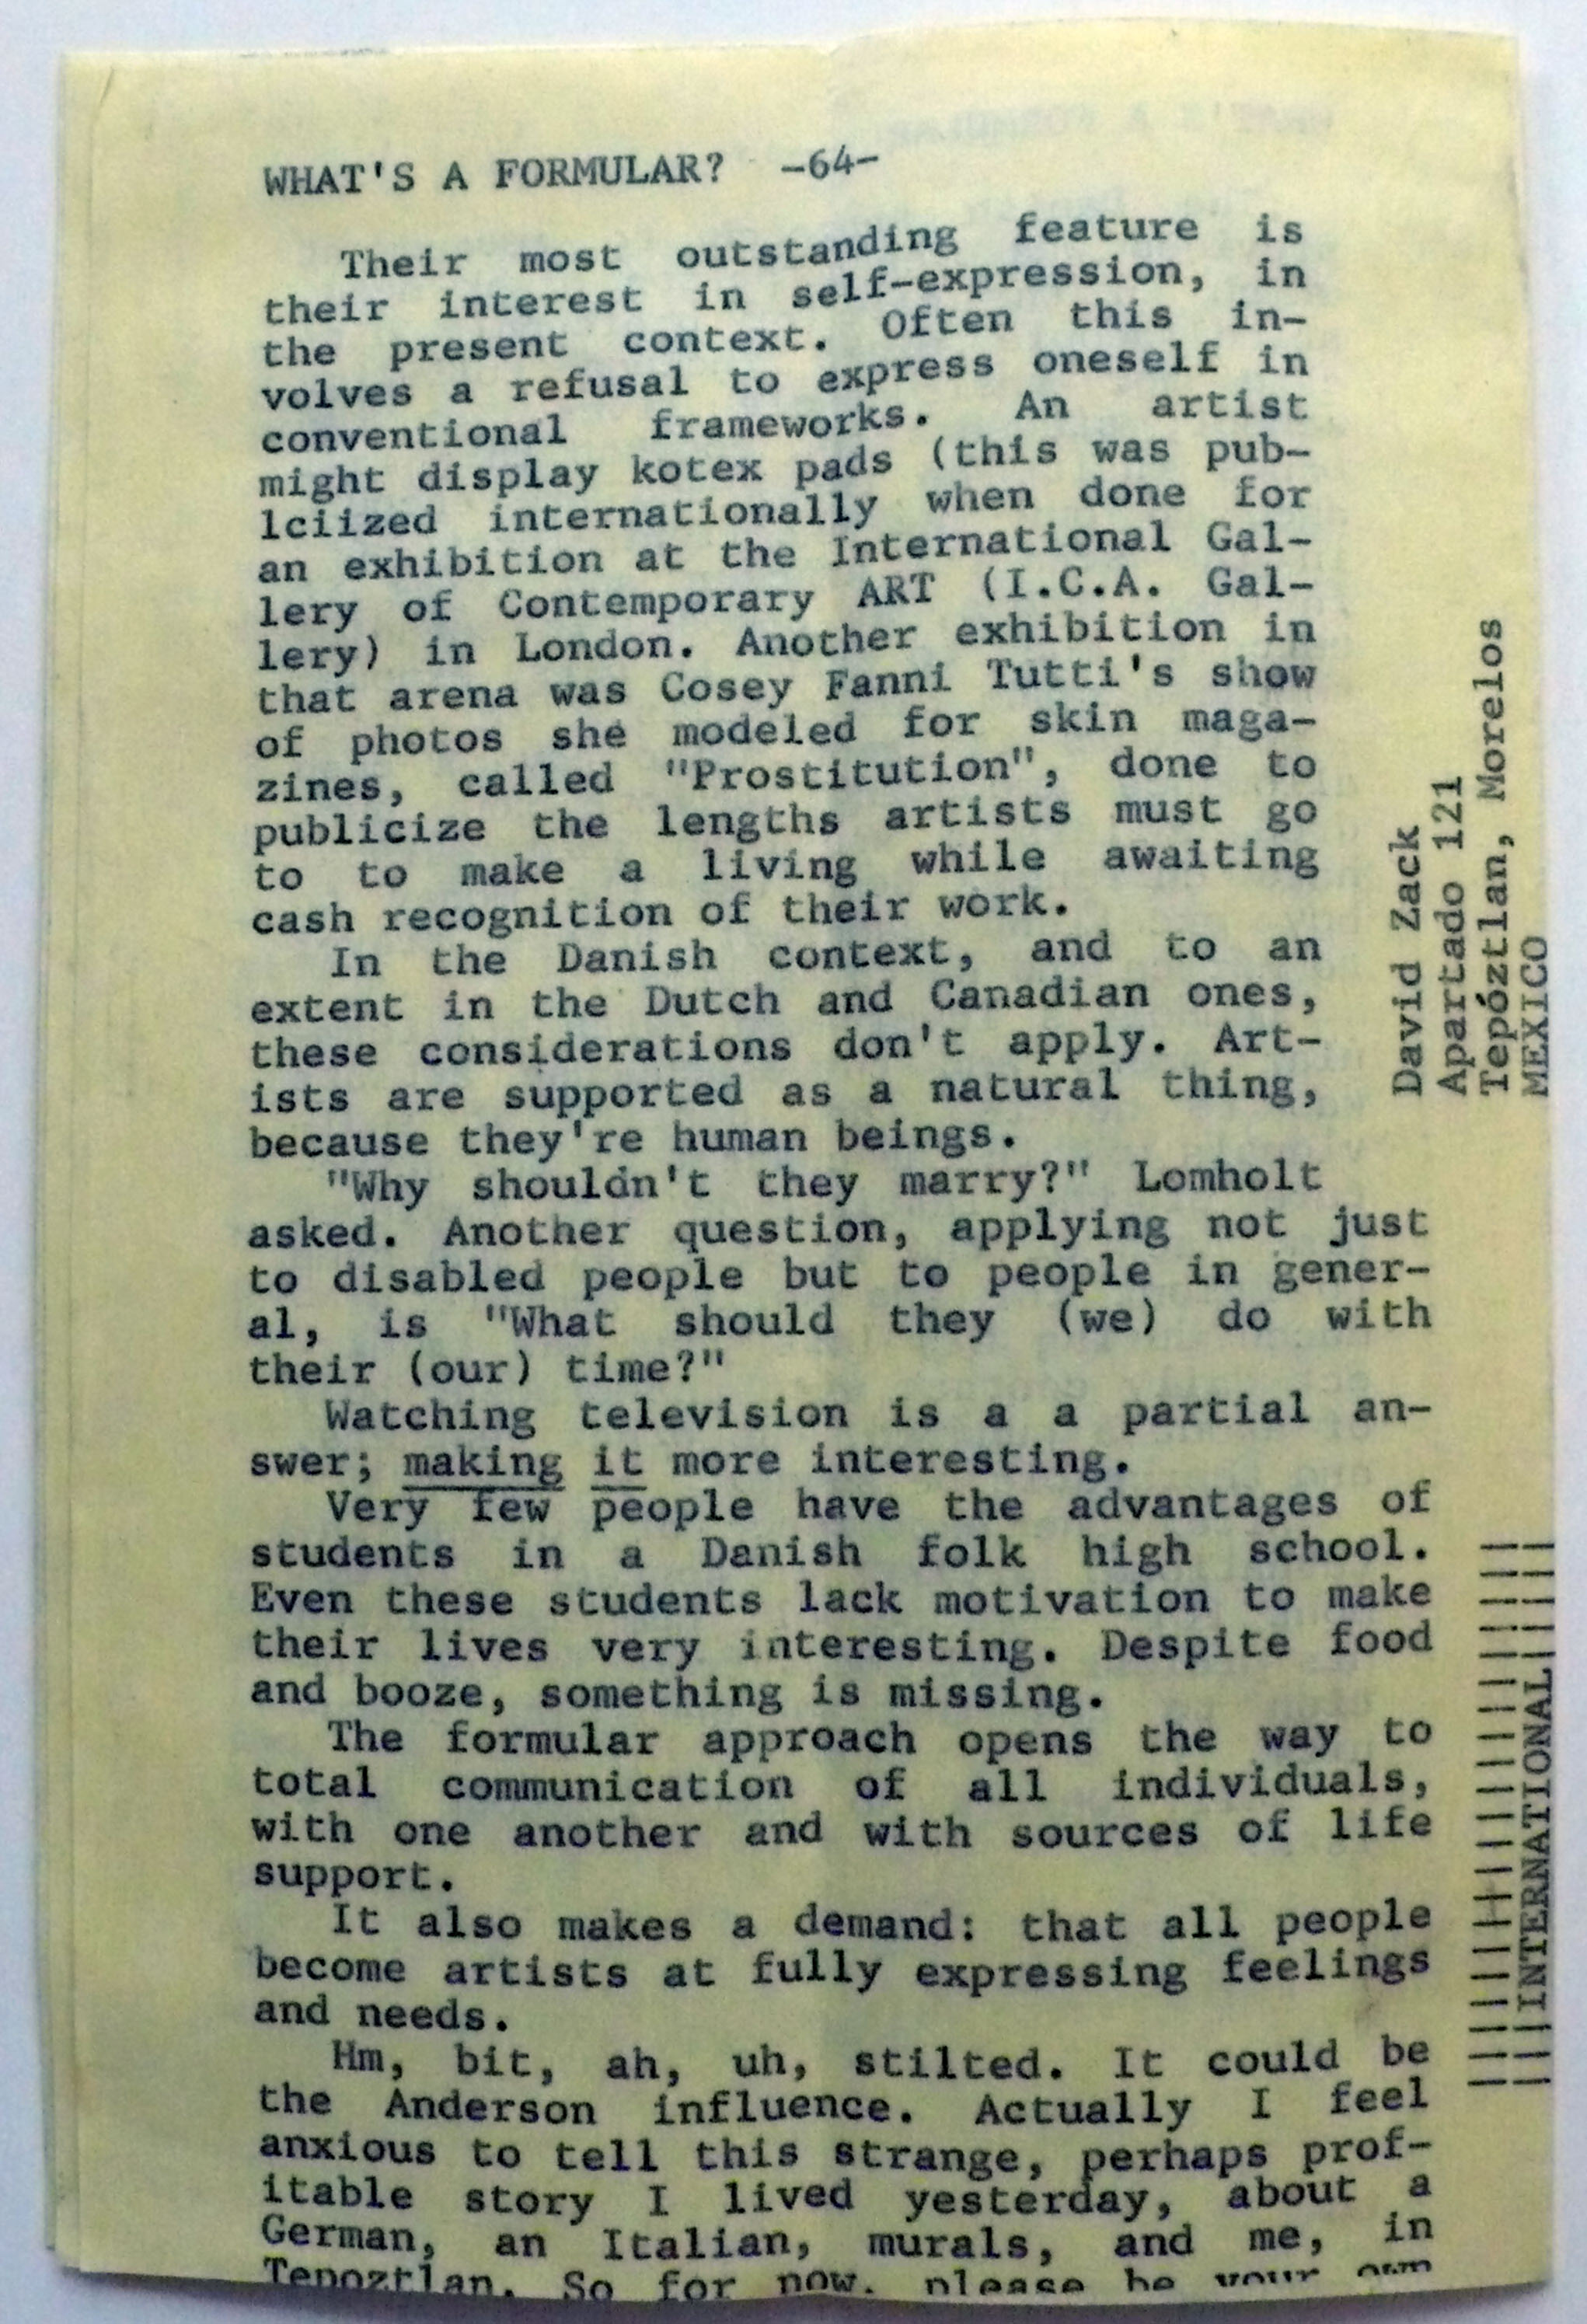 WHAT'S A FORMULAR? -64-
Their most outstanding feature is
their interest in self-expression, in
the present context. Often this in-
volves a refusal to express oneself in
conventional frameworks. An artist
might display kotex pads (this was pub-
lciized internationally when done for
an exhibition at the International Gal-
lery of Contemporary ART (I.C.A. Gal-
lery) in London. Another exhibition in
that arena was Cosey Fanni Tutti's show
of photos she modeled for skin maga-
zines, called "Prostitution", done to
publicize the lengths artists must go
to to make a living while awaiting
cash recognition of their work.
In the Danish context, and to an
extent in the Dutch and Canadian ones,
these considerations don't apply. Art-
ists are supported as a natural thing,
because they're human beings.
"Why shouldn't they marry?" Lomholt
asked. Another question, applying not just
to disabled people but to people in gener-
al, is "What should they (we) do with
their (our) time?"
Watching television is a a partial an-
swer; making it more interesting.
Very few people have the advantages of
students in a Danish folk high school.
Even these students lack motivation to make
their lives very interesting. Despite food
and booze, something is missing.
The formular approach opens the way to
total communication of all individuals,
with one another and with sources of life
support.
It also makes a demand: that all people
become artists at fully expressing feelings
and needs.
Hm, bit, ah, uh, stilted. It could be
the Anderson influence. Actually I feel
anxious to tell this strange, perhaps prof-
itable story I lived yesterday, about a
German, an Italian, murals, and me, in
Tepoztlan. So for now, please be your own
David Zack
Apartado 121
Tepóztlan, Morelos
MEXICO
INTERNATIONAL